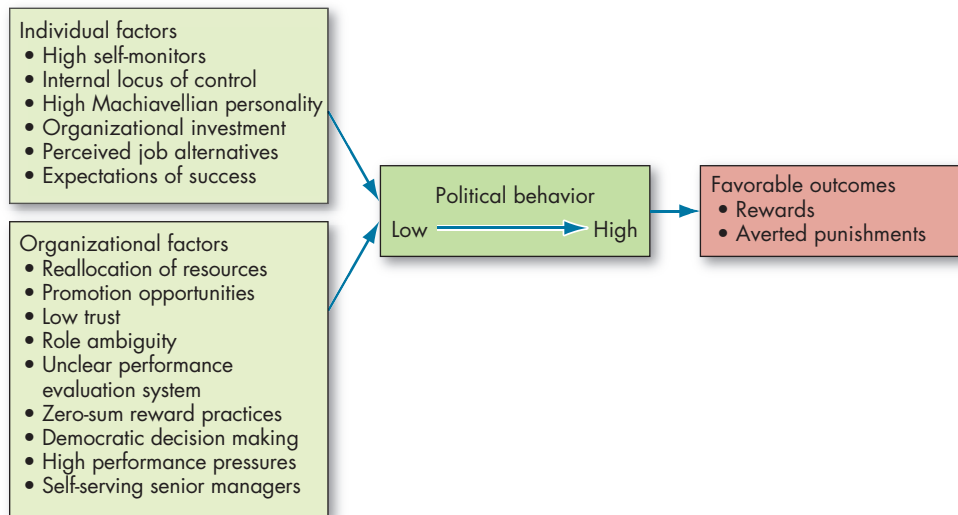 Individual factors
• High self-monitors
• Internal locus of control
• High Machiavellian personality
• Organizational investment
• Perceived job alternatives
• Expectations of success
Organizational factors
• Reallocation of resources
• Promotion opportunities
• Low trust
• Role ambiguity
• Unclear performance
evaluation system
• Zero-sum reward practices
• Democratic decision making
• High performance pressures
• Self-serving senior managers
Political behavior
Low High
Favorable outcomes
• Rewards
• Averted punishments